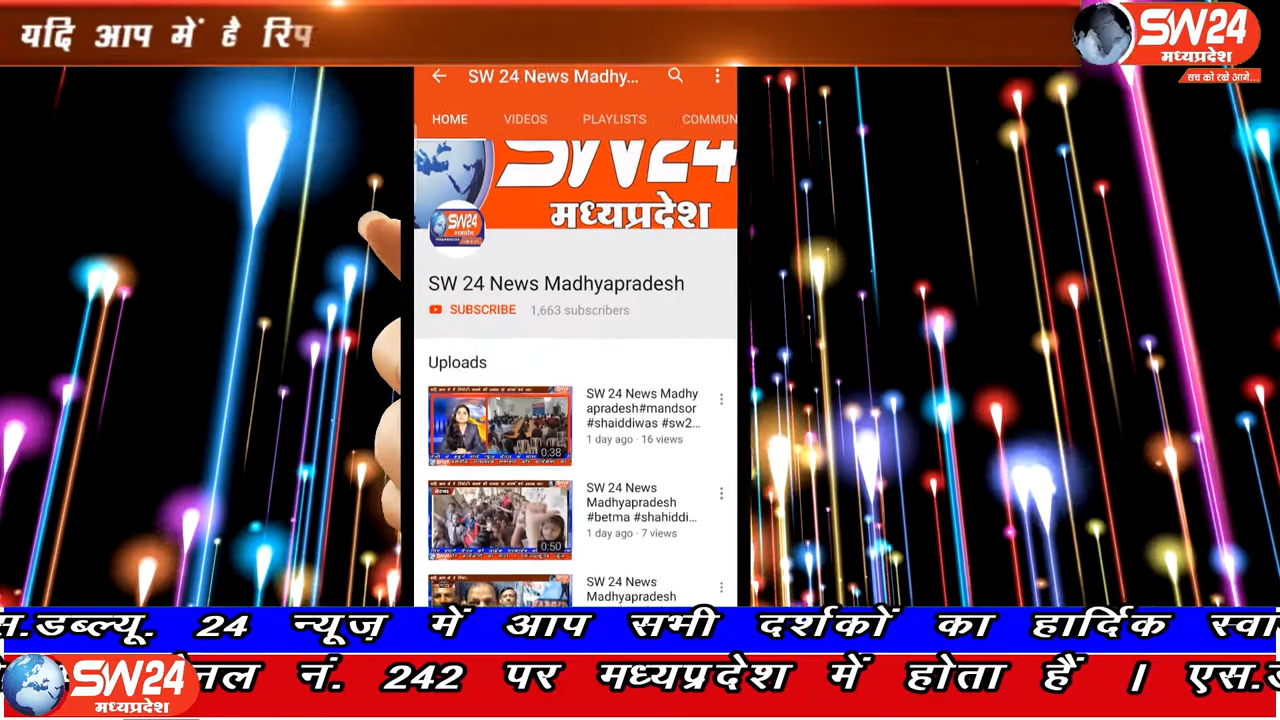 यदि आप में है रिप
SW24
मध्यप्रदेश
सच को रखे आगे...
SW 24 News Madhy...
HOME VIDEOS PLAYLISTS COMMUN
SW24
मध्यप्रदेश
SW24
SW 24 News Madhyapradesh
SUBSCRIBE 1,663 subscribers
Uploads
SW 24 News Madhy
apradesh#mandsor
#shaiddiwas #sw2...
1 day ago · 16 views
0:38
SW 24 News
Madhyapradesh
#betma #shahiddi...
1 day ago · 7 views
0:50
SW 24 News
Madhyapradesh
स.डब्ल्यू. 24 न्यूज़ में आप सभी दर्शकों का हार्दिक स्वा
नल नं. 242 पर मध्यप्रदेश में होता हैं । एस.ड
SW24
मध्यप्रदेश